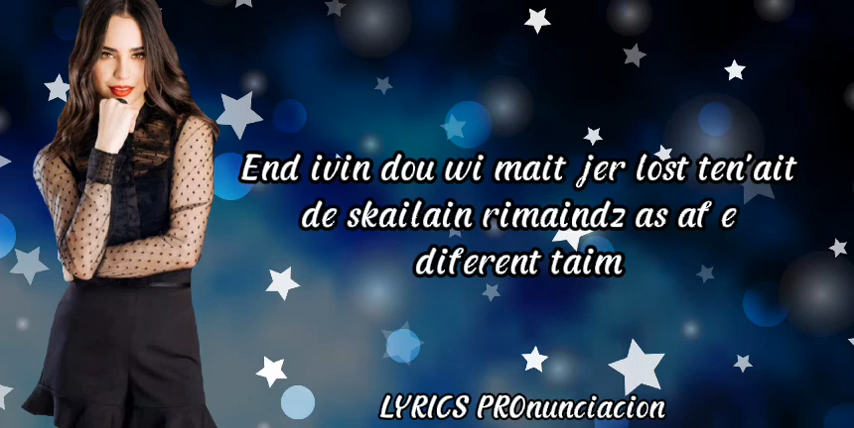 End ivin dou wi mait jer lost ten'ait
de skailain rimaindz as af e
diferent taim
LYRICS PROnunciacion